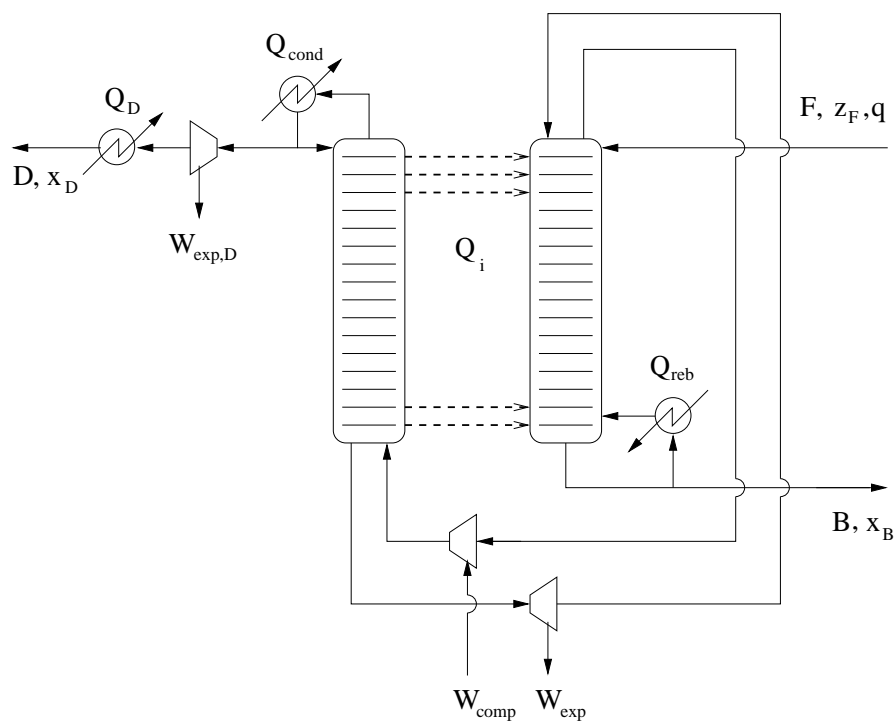 Q_cond
Q_D
F, z_F,q
D, x_D
W_exp,D
Q_i
Q_reb
B, x_B
W_comp
W_exp